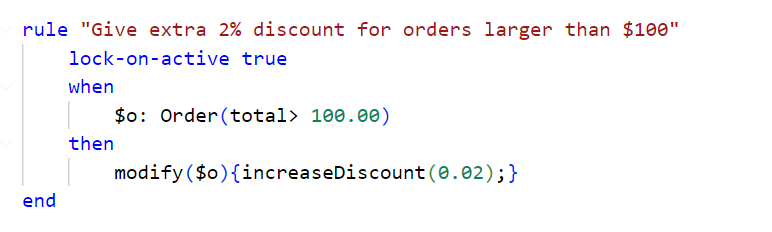 rule "Give extra 2% discount for orders larger than $100"
lock-on-active true
when
$o: Order(total> 100.00)
then
modify($o){increaseDiscount(0.02);}
end